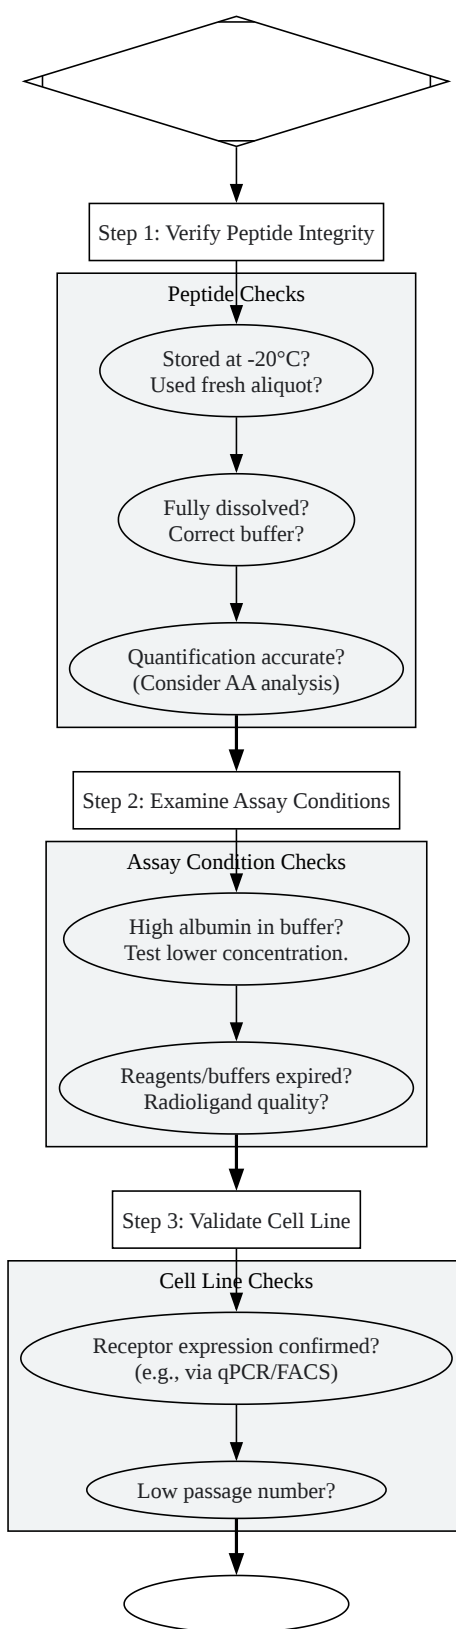 Step 1: Verify Peptide Integrity
Peptide Checks
Stored at -20°C?
Used fresh aliquot?
Fully dissolved?
Correct buffer?
Quantification accurate?
(Consider AA analysis)
Step 2: Examine Assay Conditions
Assay Condition Checks
High albumin in buffer?
Test lower concentration.
Reagents/buffers expired?
Radioligand quality?
Step 3: Validate Cell Line
Cell Line Checks
Receptor expression confirmed?
(e.g., via qPCR/FACS)
Low passage number?